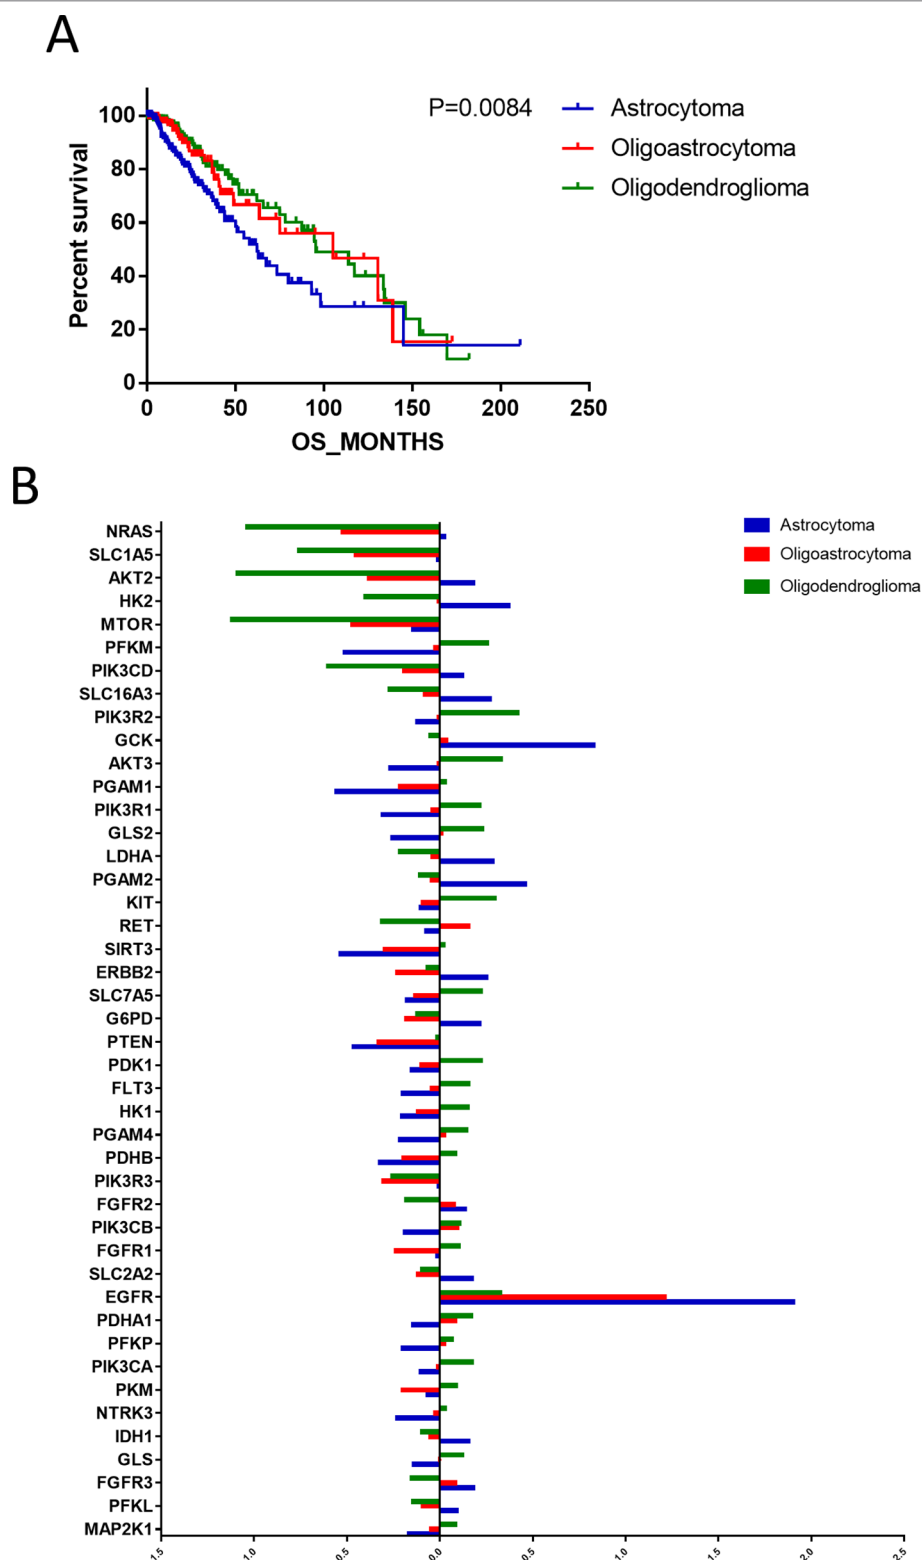 A
P=0.0084
Astrocytoma
Oligoastrocytoma
Oligodendroglioma
Percent survival
100
80
60
40
20
0
0 50 100 150 200 250
OS_MONTHS
B
Astrocytoma
Oligoastrocytoma
Oligodendroglioma
NRAS
SLC1A5
AKT2
HK2
MTOR
PFKM
PIK3CD
SLC16A3
PIK3R2
GCK
AKT3
PGAM1
PIK3R1
GLS2
LDHA
PGAM2
KIT
RET
SIRT3
ERBB2
SLC7A5
G6PD
PTEN
PDK1
FLT3
HK1
PGAM4
PDHB
PIK3R3
FGFR2
PIK3CB
FGFR1
SLC2A2
EGFR
PDHA1
PFKP
PIK3CA
PKM
NTRK3
IDH1
GLS
FGFR3
PFKL
MAP2K1
1.5 1.0 0.5 0.0 0.5 1.0 1.5 2.0 2.5